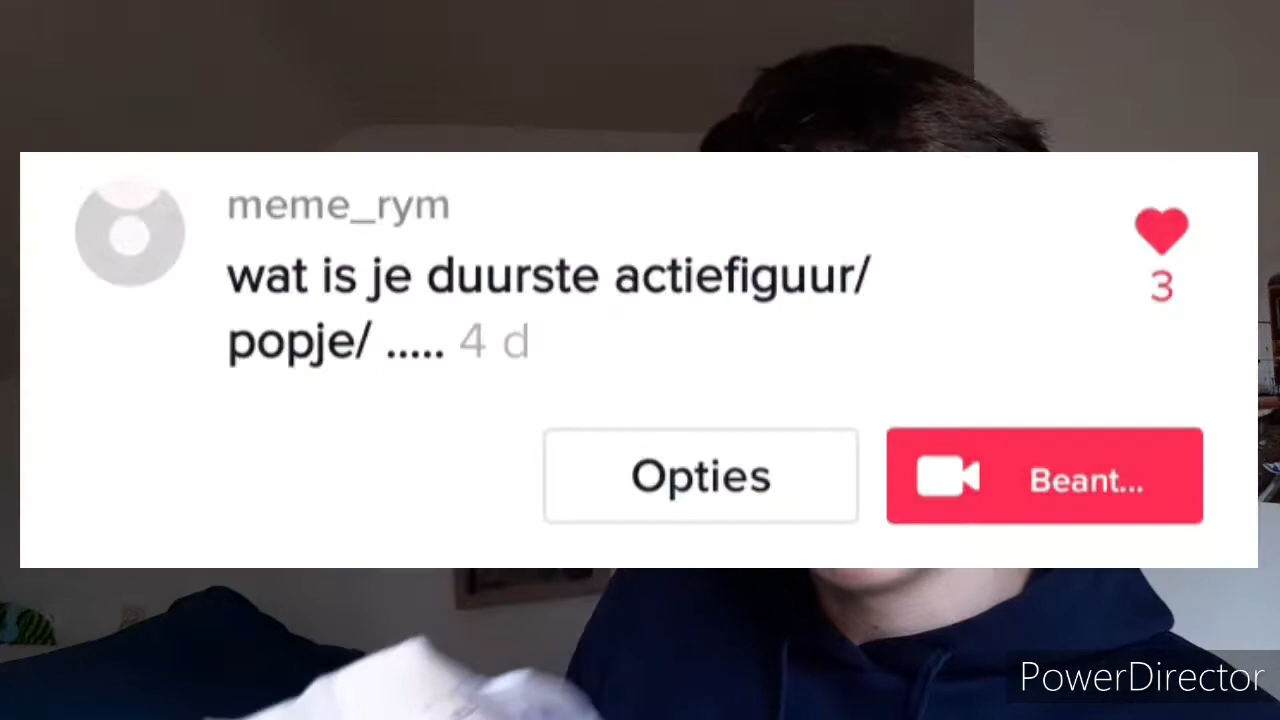 meme_rym
wat is je duurste actiefiguur/
popje/ ..... 4 d
3
Opties
Beant...
PowerDirector